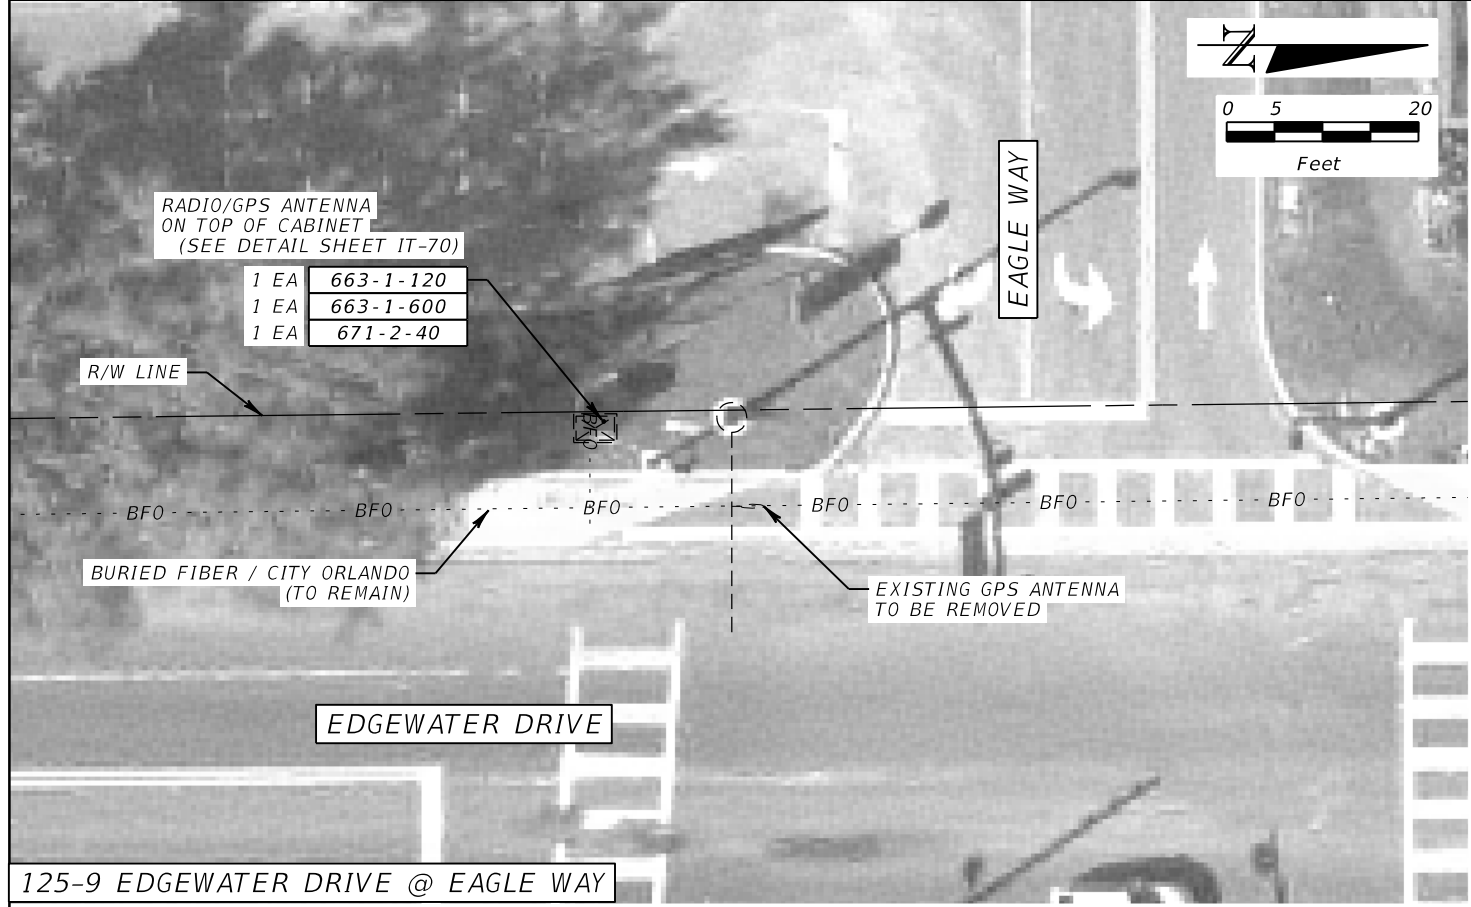 N
0 5 20
Feet
EAGLE WAY
RADIO/GPS ANTENNA
ON TOP OF CABINET
(SEE DETAIL SHEET IT-70)
1 EA 663-1-120
1 EA 663-1-600
1 EA 671-2-40
R/W LINE
BFO
BFO BFO BFO BFO BFO BFO
BURIED FIBER / CITY ORLANDO
(TO REMAIN)
EXISTING GPS ANTENNA
TO BE REMOVED
EDGEWATER DRIVE
125-9 EDGEWATER DRIVE @ EAGLE WAY